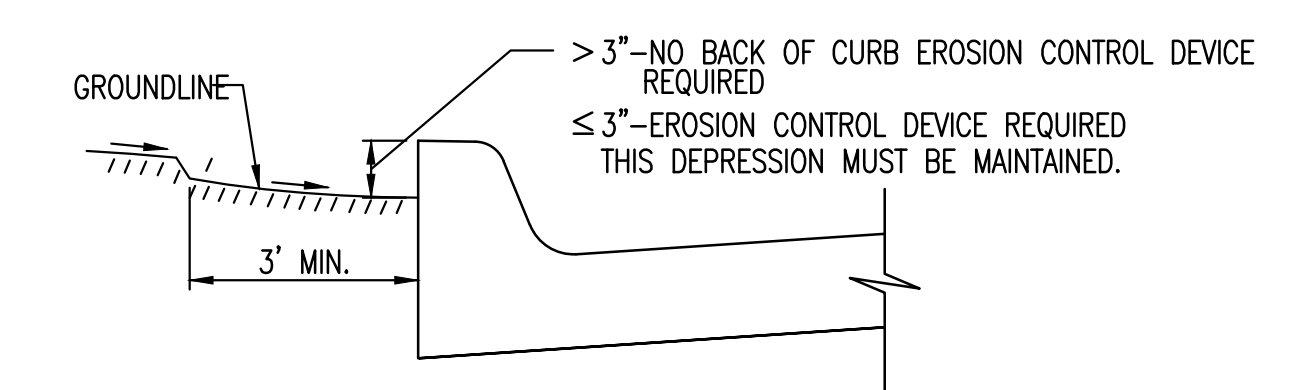 > 3"-NO BACK OF CURB EROSION CONTROL DEVICE
REQUIRED
GROUNDLINE
≤ 3"-EROSION CONTROL DEVICE REQUIRED
THIS DEPRESSION MUST BE MAINTAINED.
3' MIN.